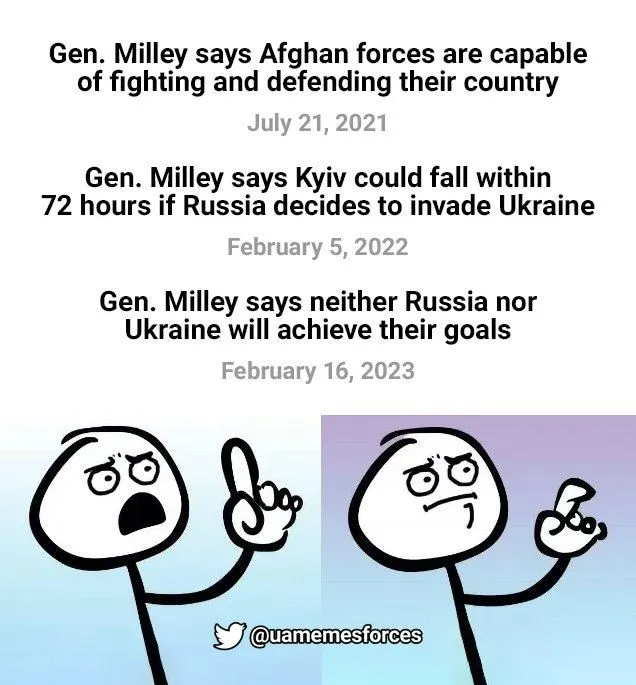 Gen. Milley says Afghan forces are capable
of fighting and defending their country
July 21, 2021
Gen. Milley says Kyiv could fall within
72 hours if Russia decides to invade Ukraine
February 5, 2022
Gen. Milley says neither Russia nor
Ukraine will achieve their goals
February 16, 2023
@uamemesforces